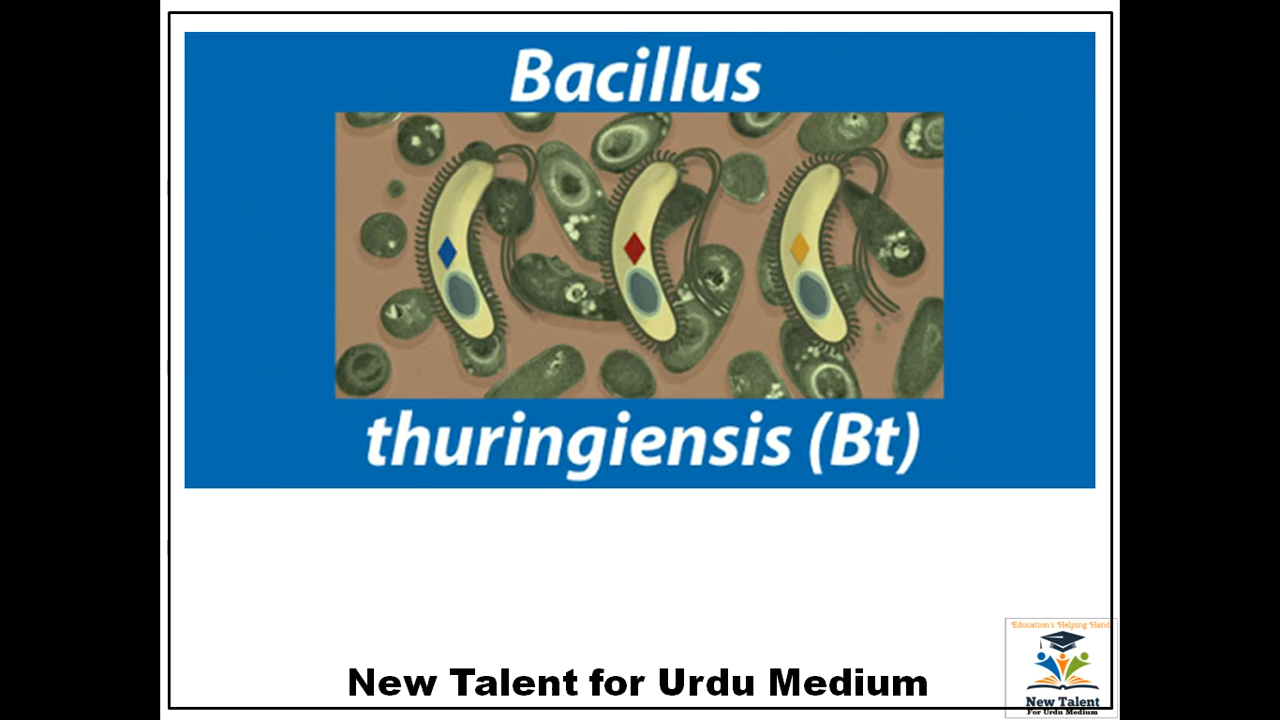 Bacillus
thuringiensis (Bt)
Education's Helping Hand
New Talent for Urdu Medium
New Talent
For Urdu Medium